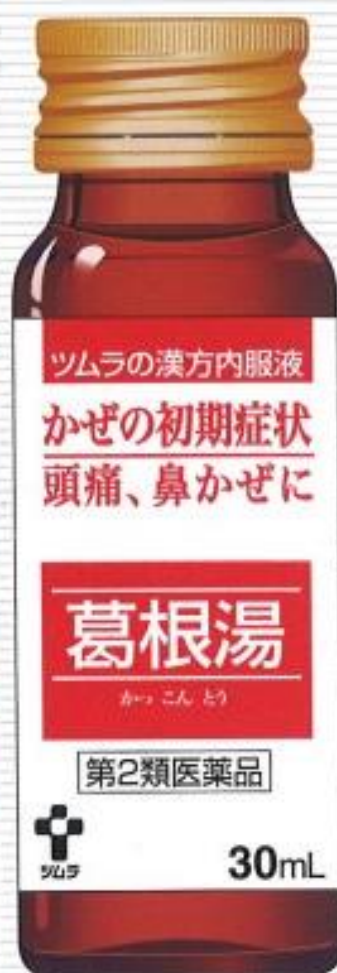 ツムラの漢方内服液
かぜの初期症状
頭痛、鼻かぜに
葛根湯
かっ こん とう
第2類医薬品
ツムラ
30mL